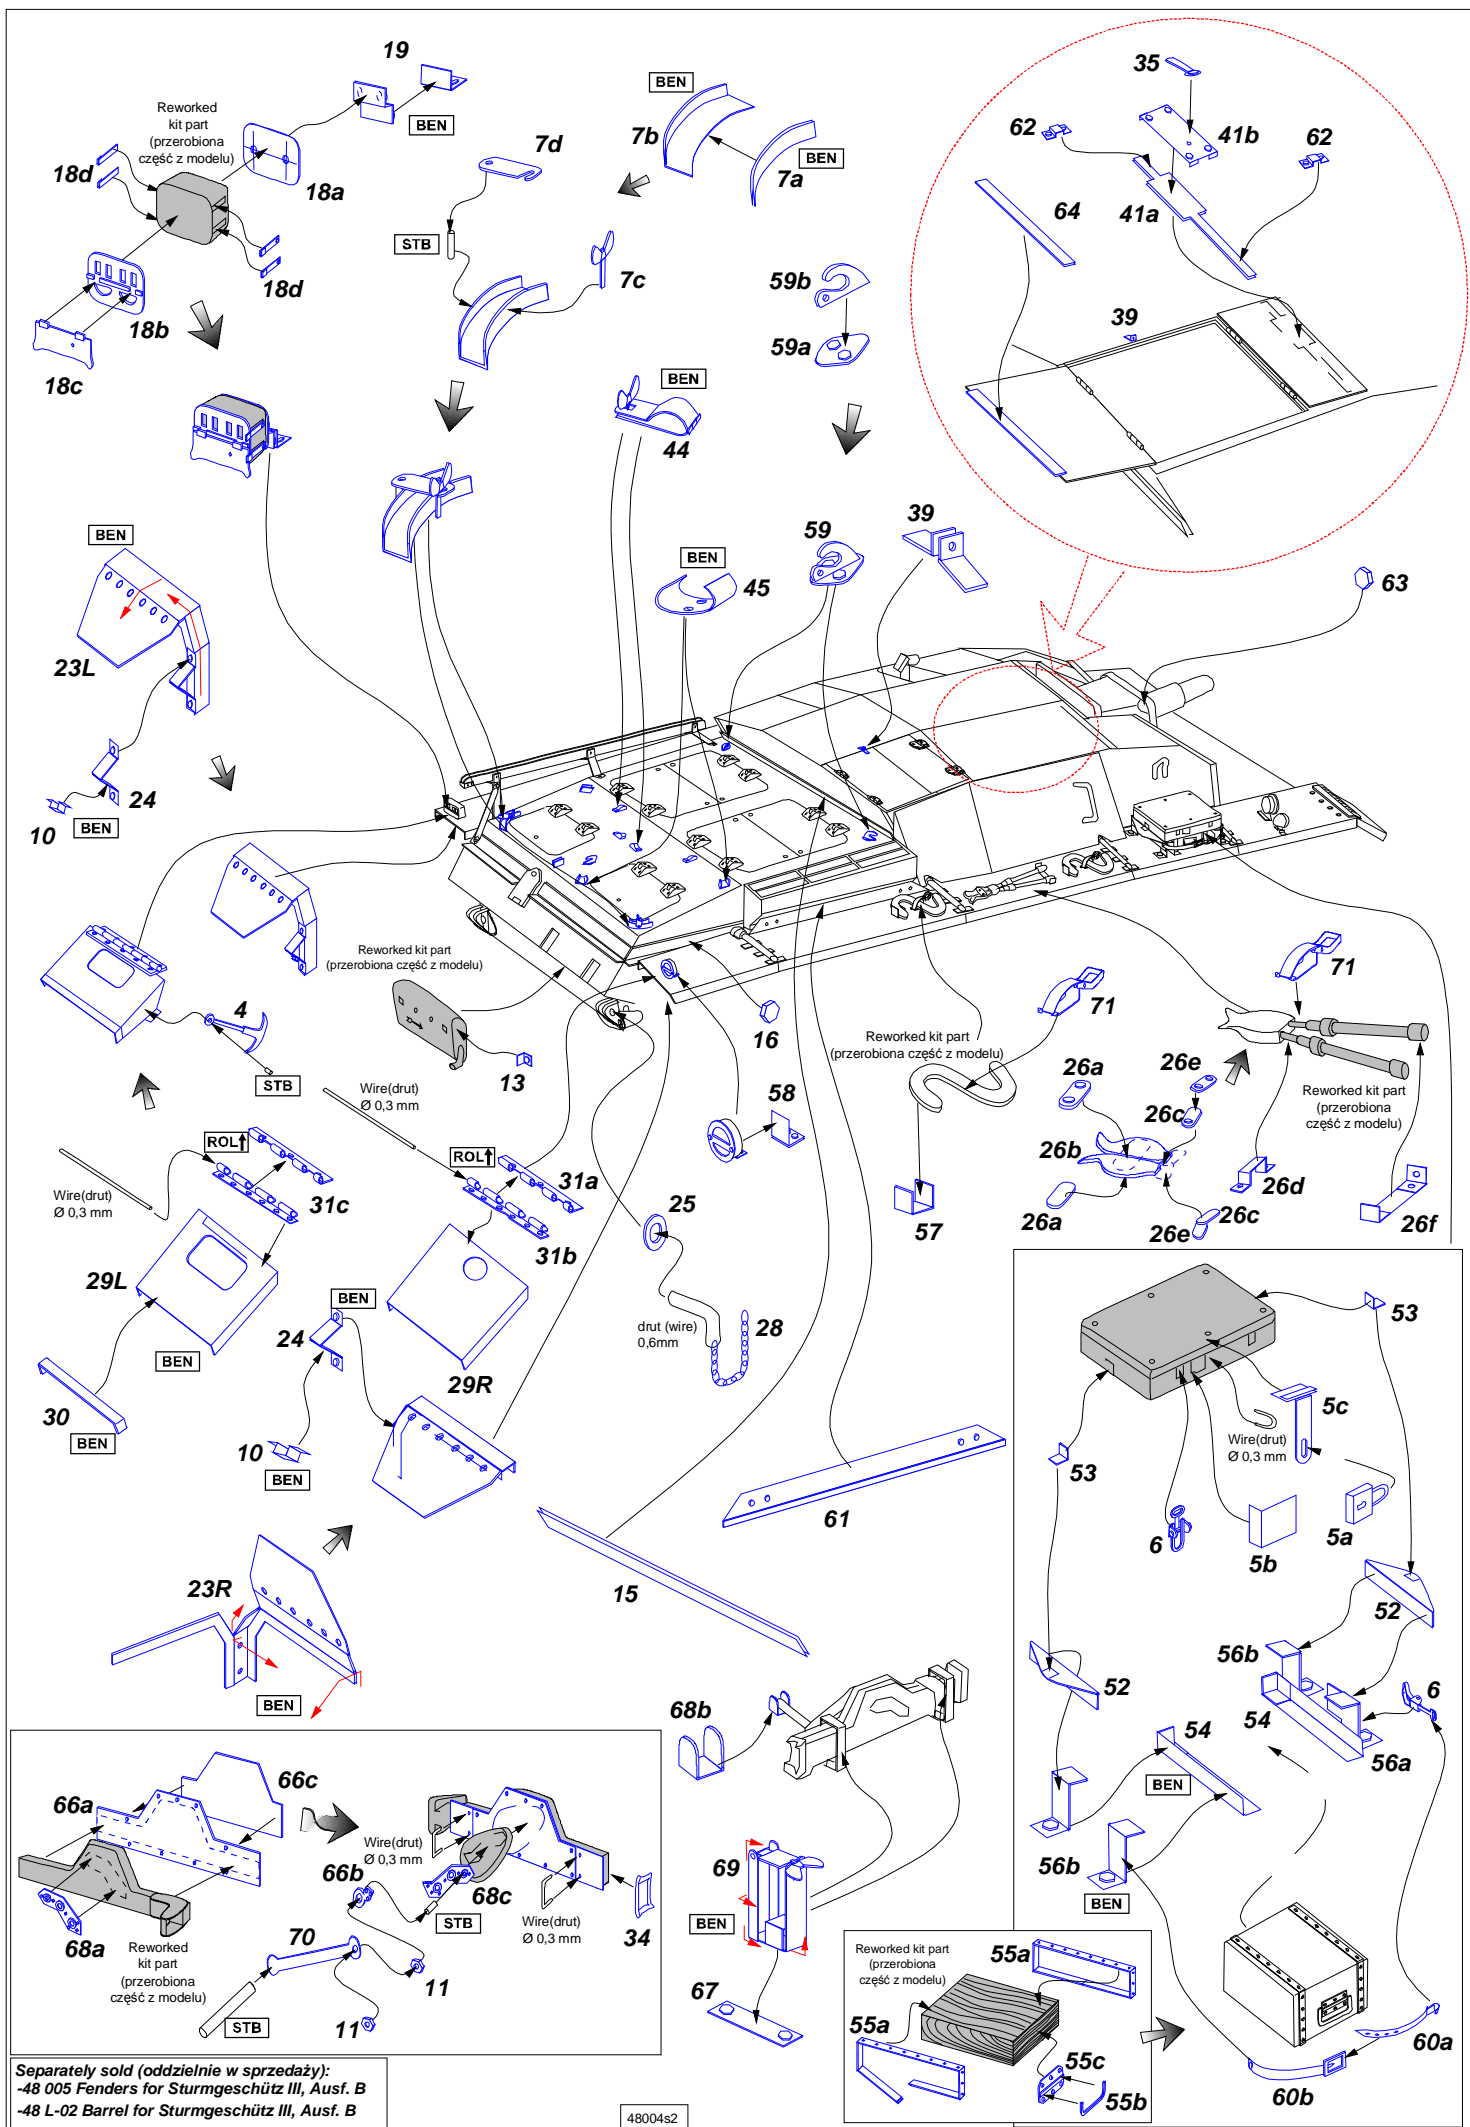 19
35
BEN
62
41b
62
Reworked
kit part
(przerobiona
część z modelu)
BEN
7b
BEN
7d
7a
18d
18a
64
41a
STB
7c
59b
18d
18b
59a
39
18c
BEN
44
BEN
59
39
BEN
45
63
23L
24
10
BEN
Reworked kit part
(przerobiona część z modelu)
4
STB
13
16
71
71
Reworked kit part
(przerobiona część z modelu)
26a
26e
Wire(drut)
Ø 0,3 mm
58
26c
Reworked kit part
(przerobiona
część z modelu)
ROL
ROL
31a
26b
Wire(drut)
Ø 0,3 mm
31c
25
57
26a
26e
26c
26d
26f
31b
29L
BEN
24
BEN
drut (wire)
0,6mm
28
53
29R
30
BEN
10
BEN
5c
Wire(drut)
Ø 0,3 mm
53
61
6
5b
5a
23R
15
52
BEN
56b
52
6
68b
54
54
56a
66c
66a
BEN
Wire(drut)
Ø 0,3 mm
66b
68c
69
56b
STB
BEN
BEN
68a
Reworked
kit part
(przerobiona
część z modelu)
70
Wire(drut)
Ø 0,3 mm
34
11
Reworked kit part
(przerobiona
część z modelu)
55a
STB
11
67
55a
60a
55c
55b
60b
Separately sold (oddzielnie w sprzedaży):
-48 005 Fenders for Sturmgeschütz III, Ausf. B
-48 L-02 Barrel for Sturmgeschütz III, Ausf. B
48004s2